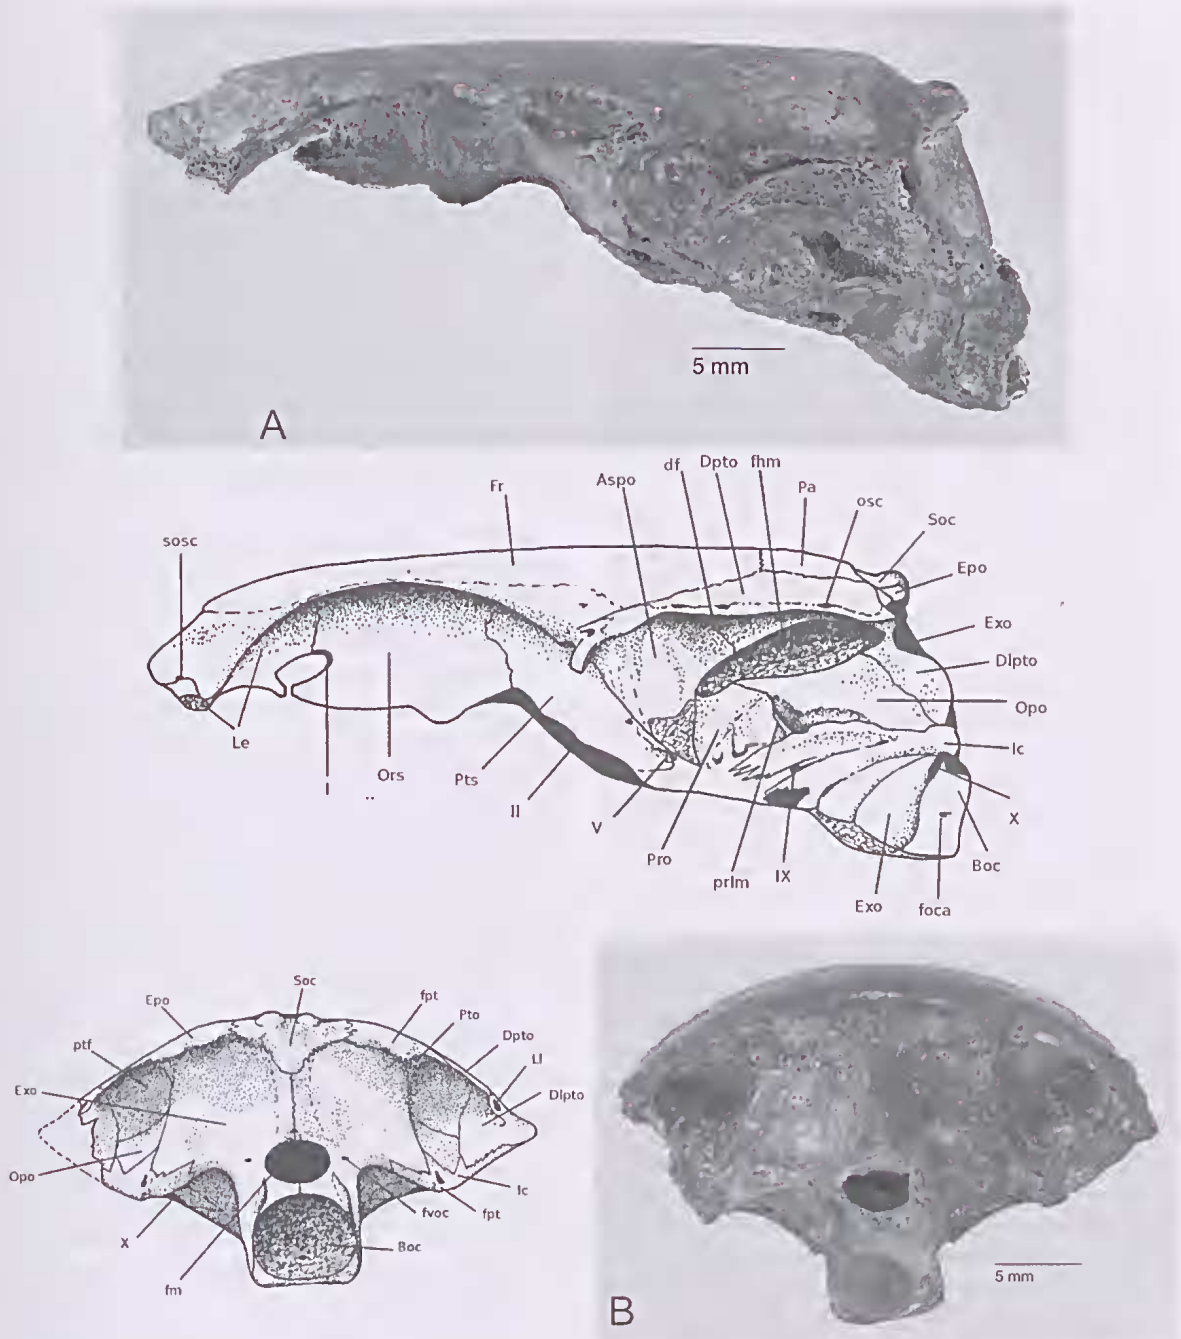 5 mm
A
df Dpto fhm
Fr Aspo Pa osc
Soc
sosc
Epo
Exo
Dlpto
Opo
Ic
Le
I Ors Pts II V
Pro prlm IX
X
Boc
Exo foca
Soc
Epo fpt
Pto
ptf Dpto
Ll
Exo Dlpto
Opo Ic
fvoc fpt
X Boc
fm
5 mm
B